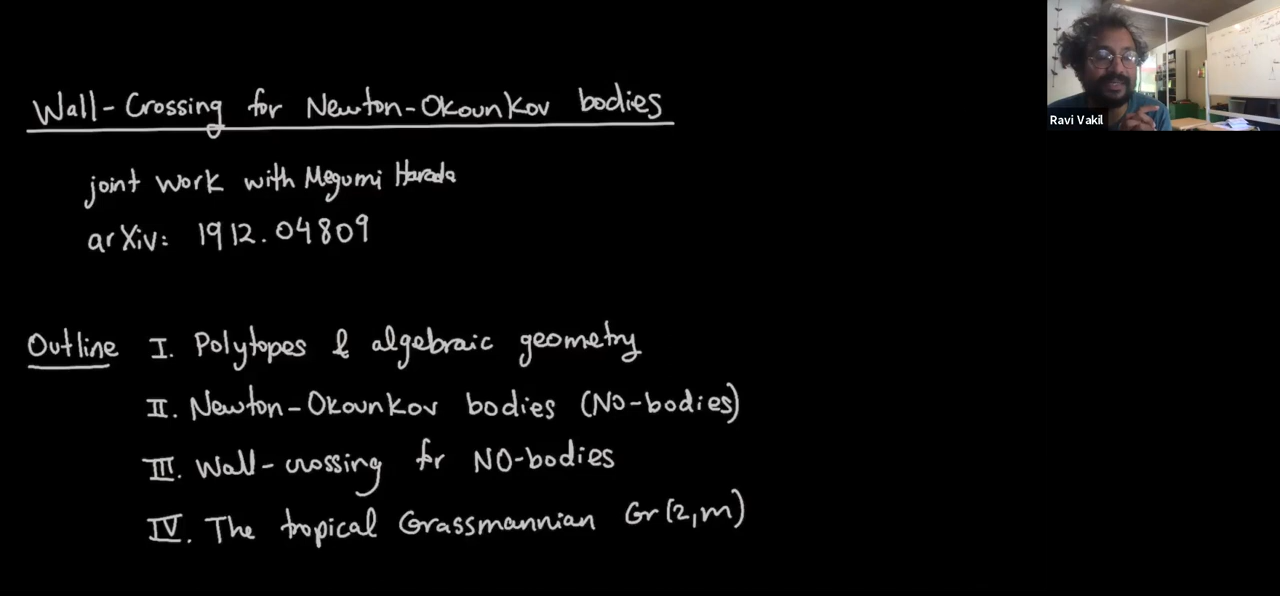 Wall-Crossing for Newton-Okounkov bodies
joint work with Megumi Harada
arXiv: 1912.04809
Outline I. Polytopes & algebraic geometry
II. Newton-Okounkov bodies (NO-bodies)
III. Wall-crossing for NO-bodies
IV. The tropical Grassmannian Gr(2,m)
Ravi Vakil